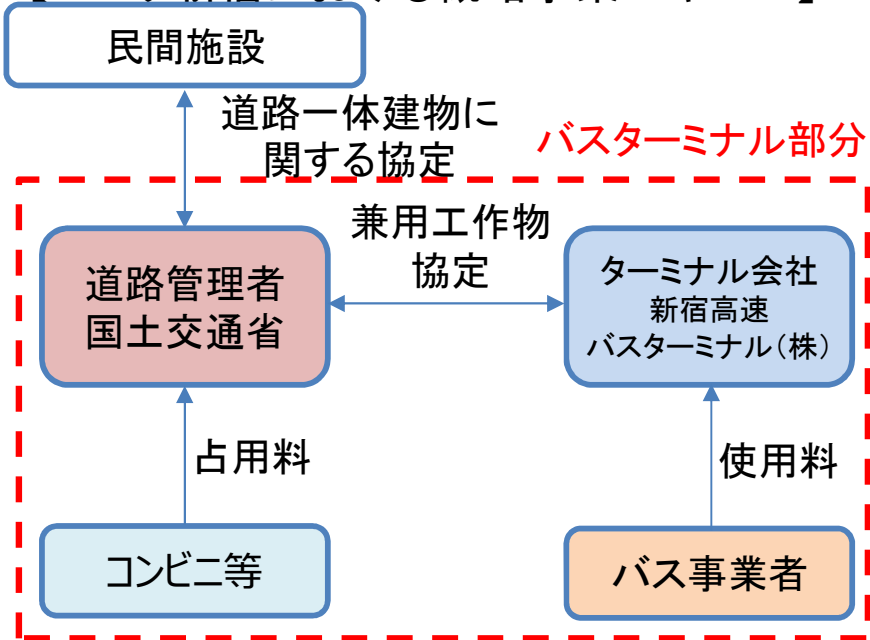 民間施設
道路一体建物に
関する協定
バスターミナル部分
兼用工作物
協定
道路管理者
国土交通省
ターミナル会社
新宿高速
バスターミナル(株)
占用料
使用料
コンビニ等
バス事業者